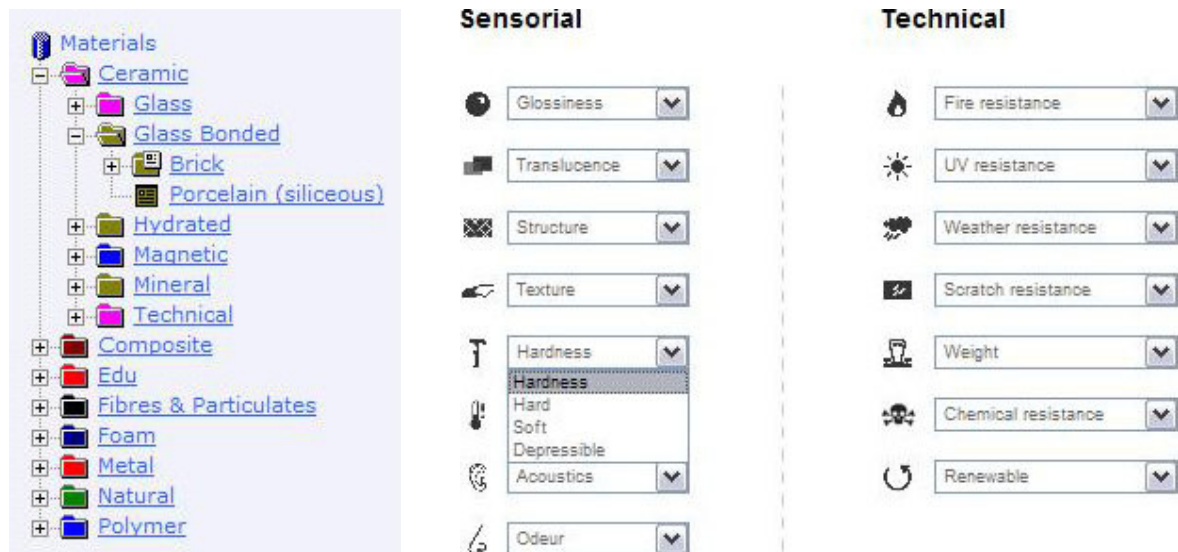 Materials
Ceramic
Glass
Glass Bonded
Brick
Porcelain (siliceous)
Hydrated
Magnetic
Mineral
Technical
Composite
Edu
Fibres & Particulates
Foam
Metal
Natural
Polymer
Sensorial
Glossiness
Translucence
Structure
Texture
Hardness
Hardness
Hard
Soft
Depressible
Acoustics
Odeur
Technical
Fire resistance
UV resistance
Weather resistance
Scratch resistance
Weight
Chemical resistance
Renewable